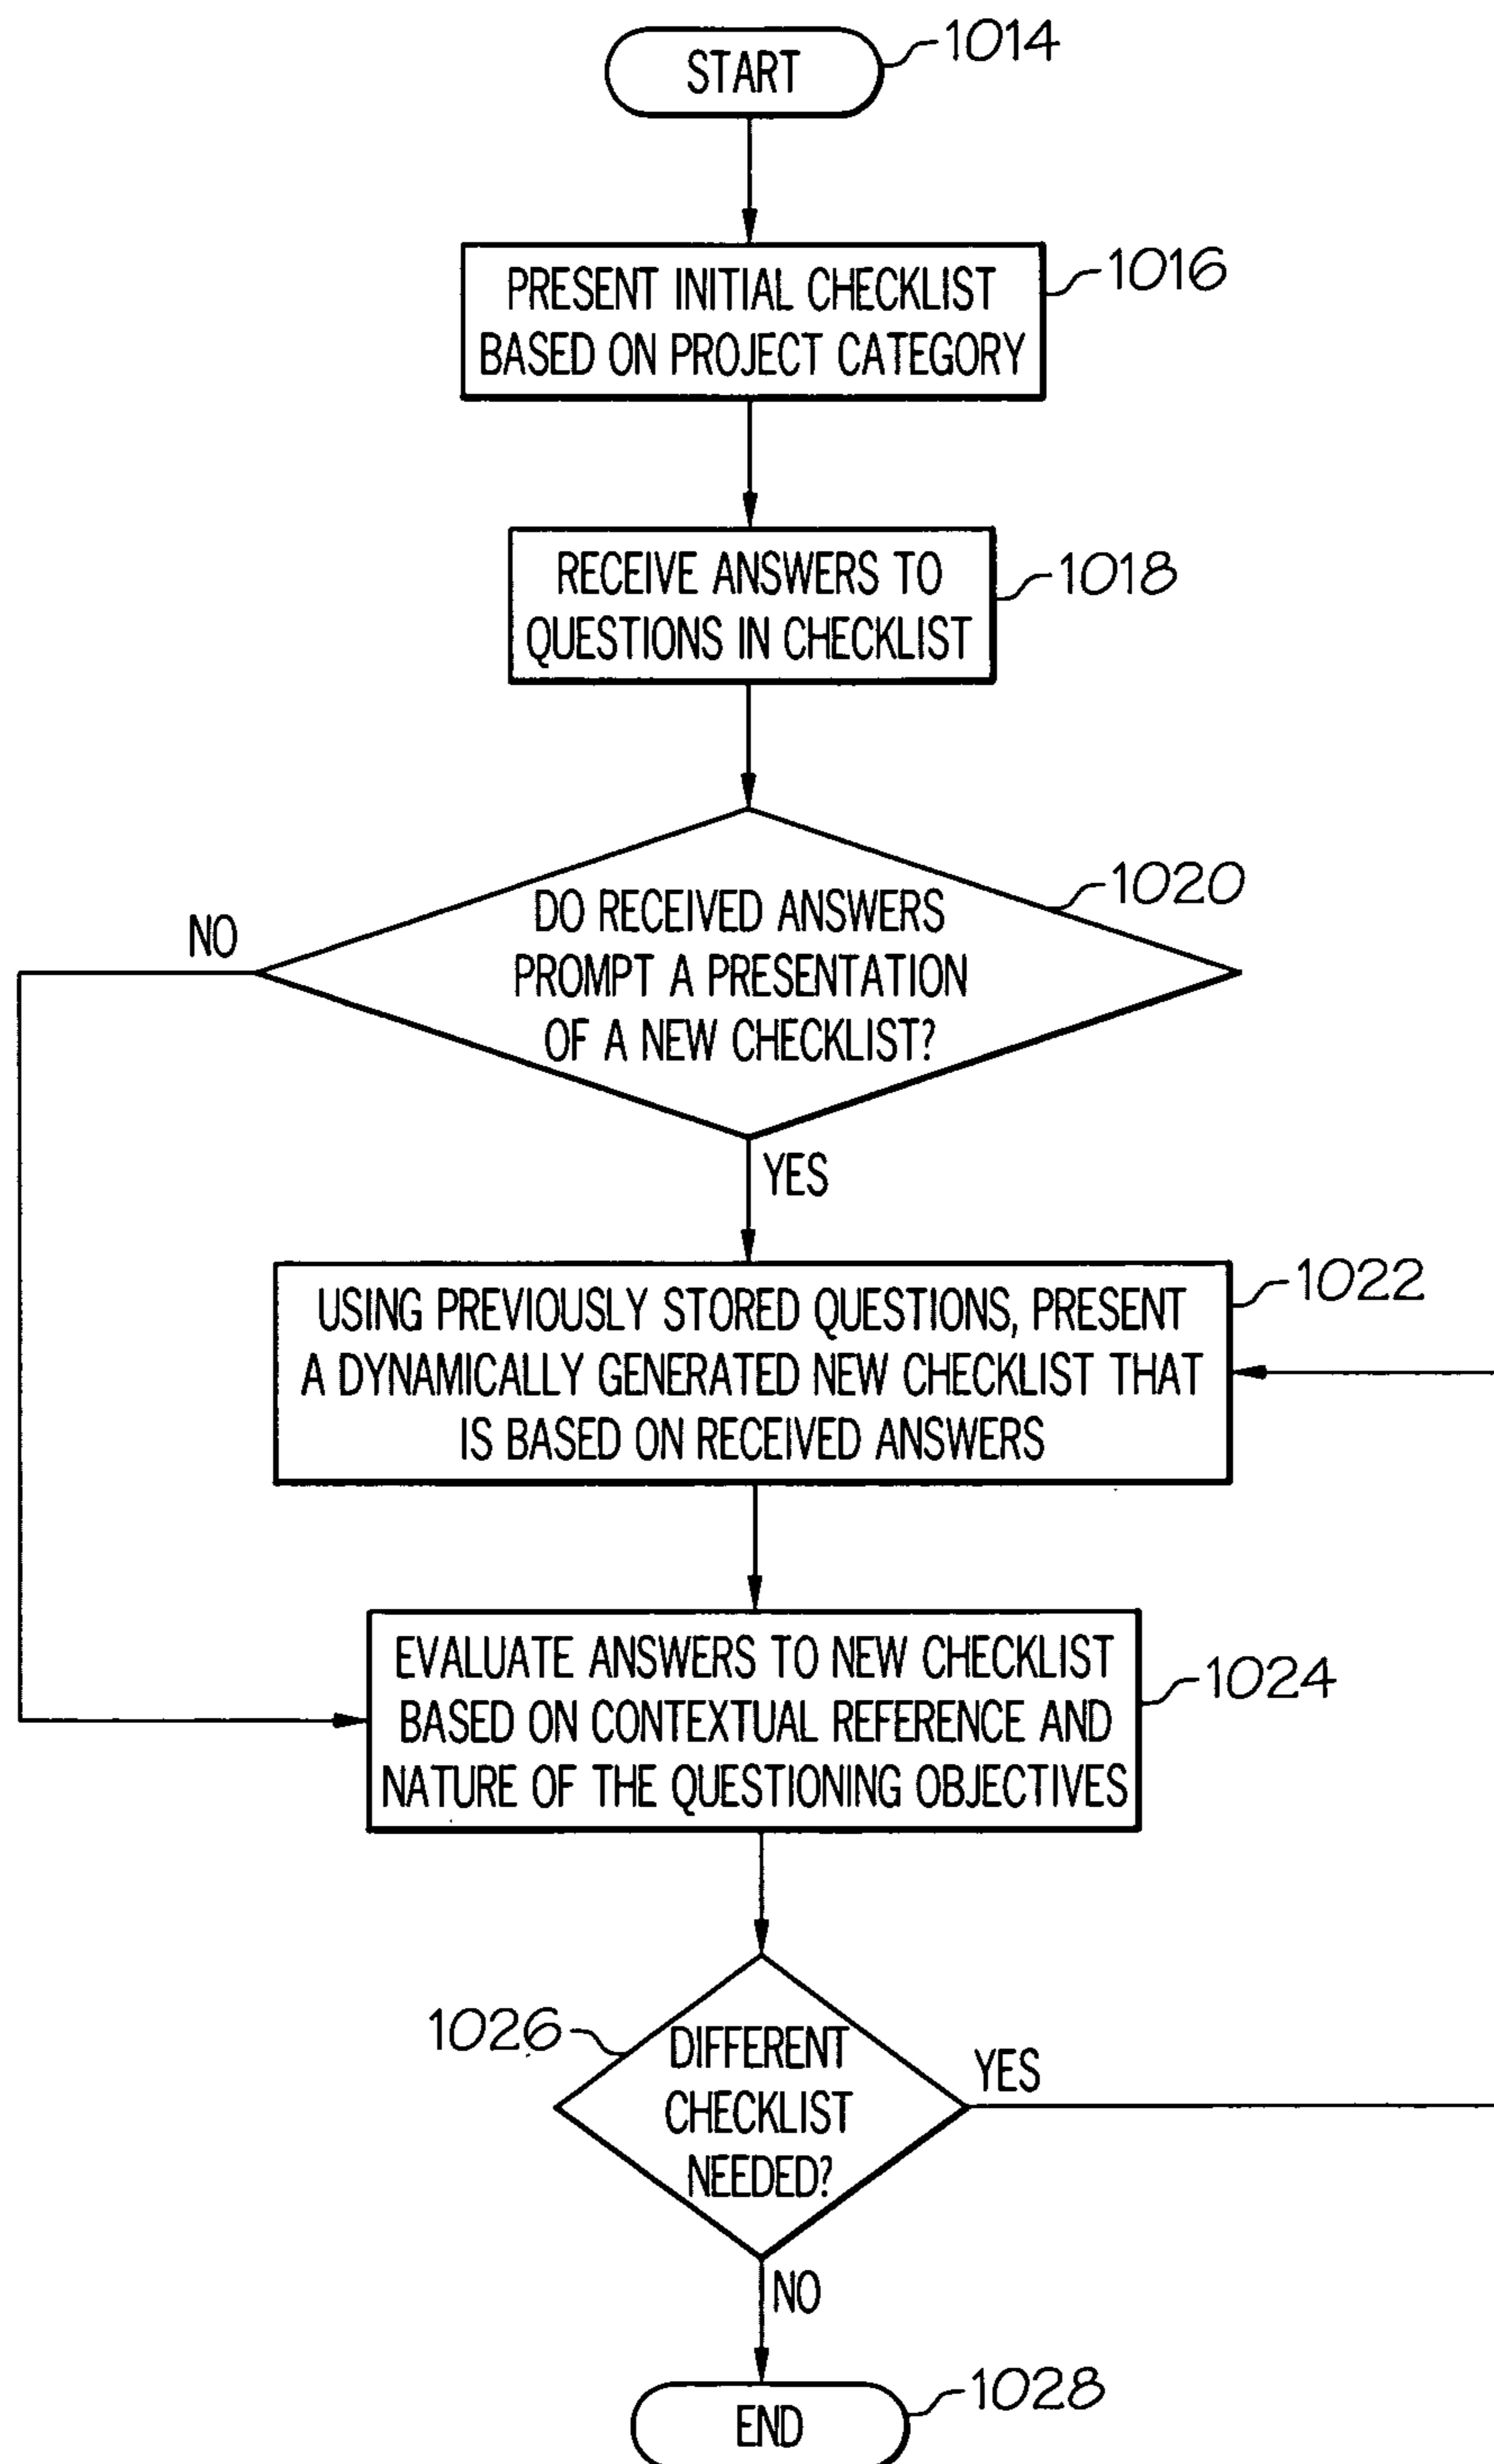 START
1014
PRESENT INITIAL CHECKLIST
BASED ON PROJECT CATEGORY
1016
RECEIVE ANSWERS TO
QUESTIONS IN CHECKLIST
1018
DO RECEIVED ANSWERS
PROMPT A PRESENTATION
OF A NEW CHECKLIST?
1020
NO
YES
USING PREVIOUSLY STORED QUESTIONS, PRESENT
A DYNAMICALLY GENERATED NEW CHECKLIST THAT
IS BASED ON RECEIVED ANSWERS
1022
EVALUATE ANSWERS TO NEW CHECKLIST
BASED ON CONTEXTUAL REFERENCE AND
NATURE OF THE QUESTIONING OBJECTIVES
1024
1026
DIFFERENT
CHECKLIST
NEEDED?
YES
NO
END
1028